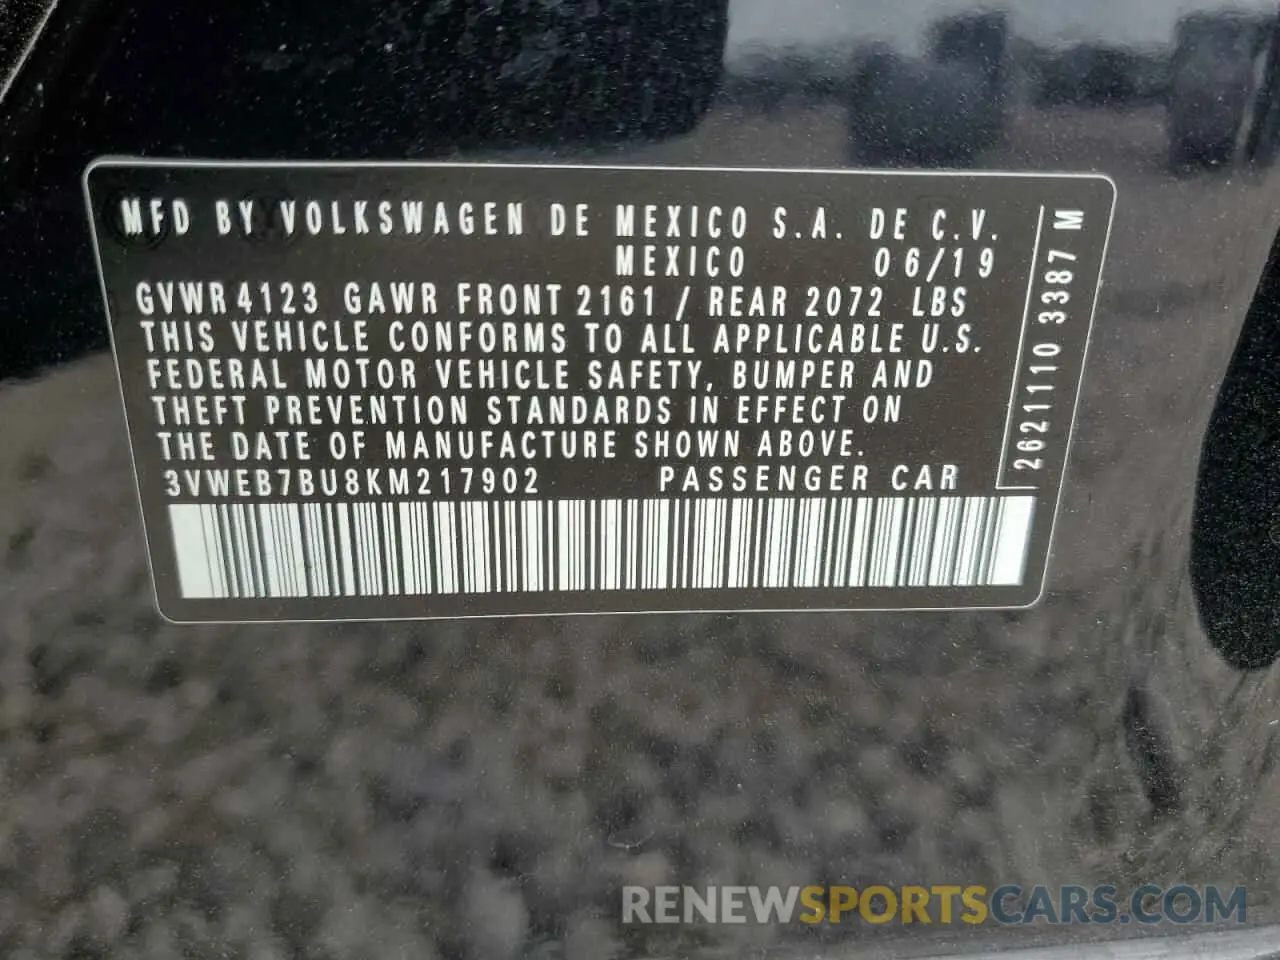 MFD BY VOLKSWAGEN DE MEXICO S.A. DE C.V.
MEXICO 06/19
GVWR 4123 GAWR FRONT 2161 / REAR 2072 LBS
THIS VEHICLE CONFORMS TO ALL APPLICABLE U.S.
FEDERAL MOTOR VEHICLE SAFETY, BUMPER AND
THEFT PREVENTION STANDARDS IN EFFECT ON
THE DATE OF MANUFACTURE SHOWN ABOVE.
3VWEB7BU8KM217902 PASSENGER CAR
2621110 3387 M
RENEWSPORTSCARS.COM